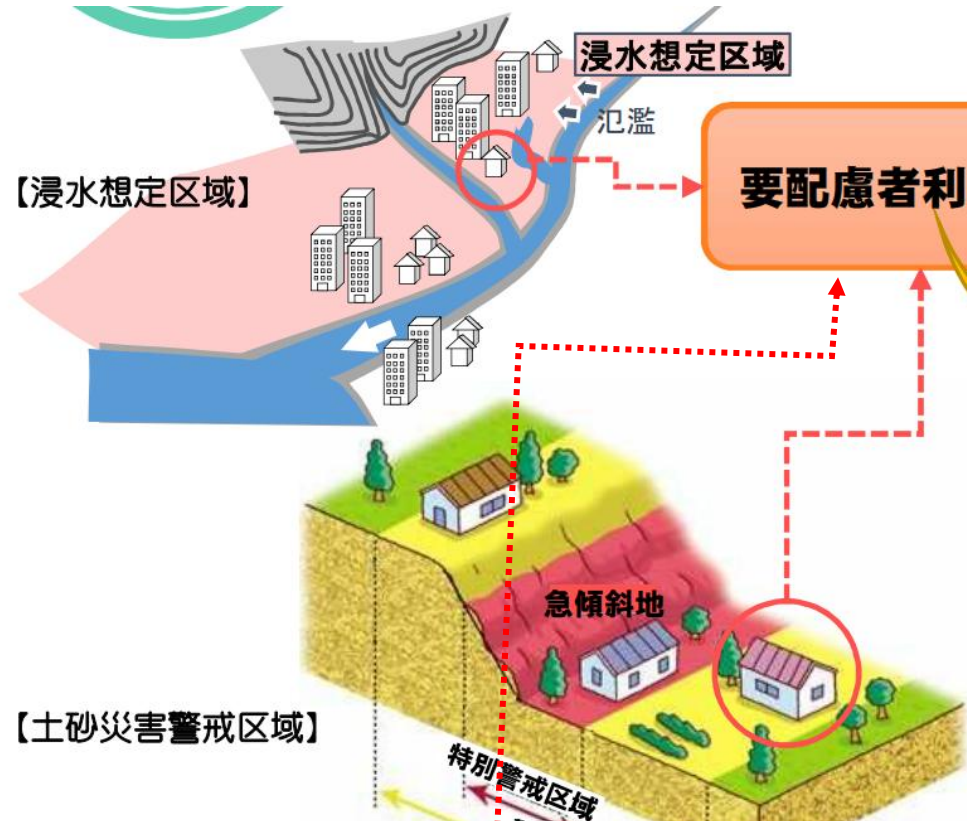 浸水想定区域
氾濫
【浸水想定区域】
要配慮者利
急傾斜地
【土砂災害警戒区域】
特別警戒区域